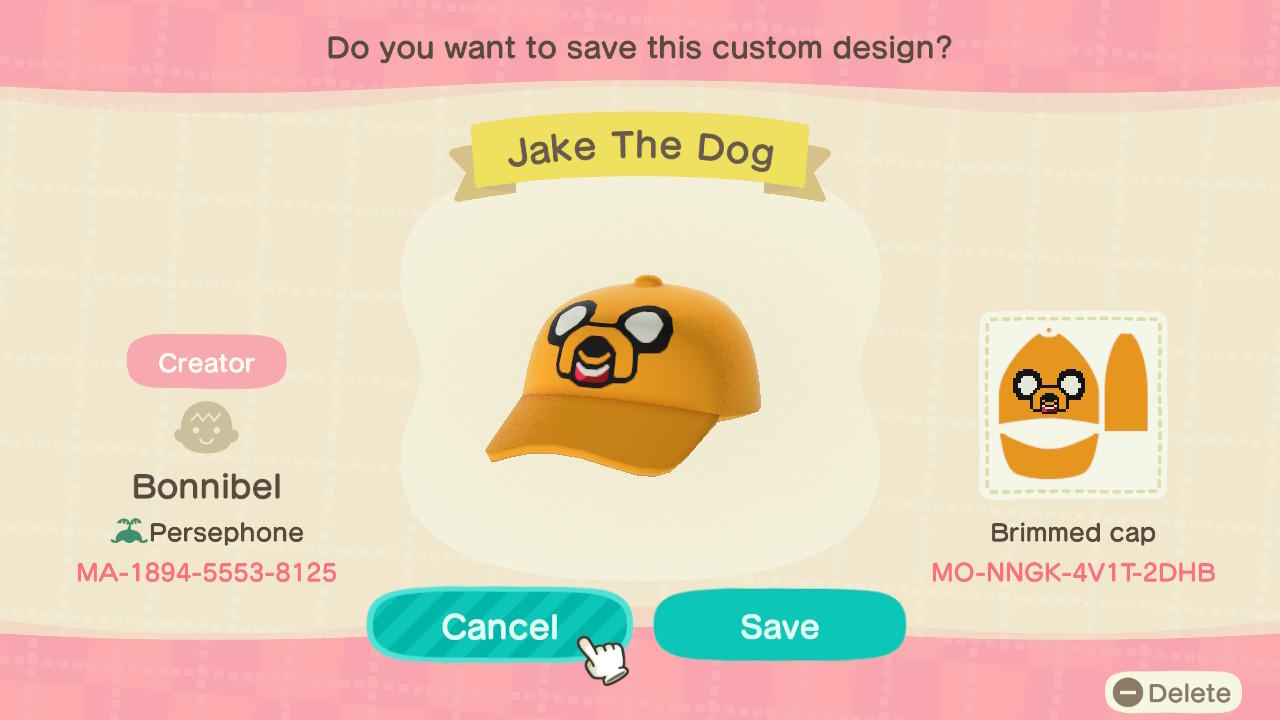 Do you want to save this custom design?
Jake The Dog
Creator
Bonnibel
Persephone
MA-1894-5553-8125
Brimmed cap
MO-NNGK-4V1T-2DHB
Cancel
Save
Delete